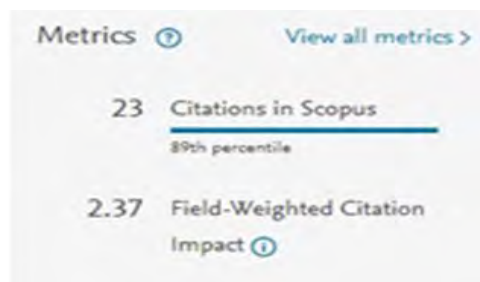 Metrics ? View all metrics >
23 Citations in Scopus
89th percentile
2.37 Field-Weighted Citation
Impact i